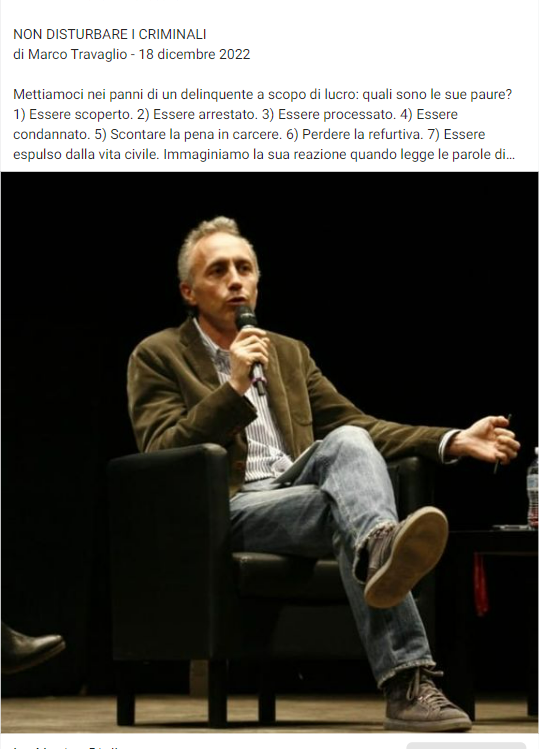 NON DISTURBARE I CRIMINALI
di Marco Travaglio - 18 dicembre 2022
Mettiamoci nei panni di un delinquente a scopo di lucro: quali sono le sue paure?
1) Essere scoperto. 2) Essere arrestato. 3) Essere processato. 4) Essere
condannato. 5) Scontare la pena in carcere. 6) Perdere la refurtiva. 7) Essere
espulso dalla vita civile. Immaginiamo la sua reazione quando legge le parole di...